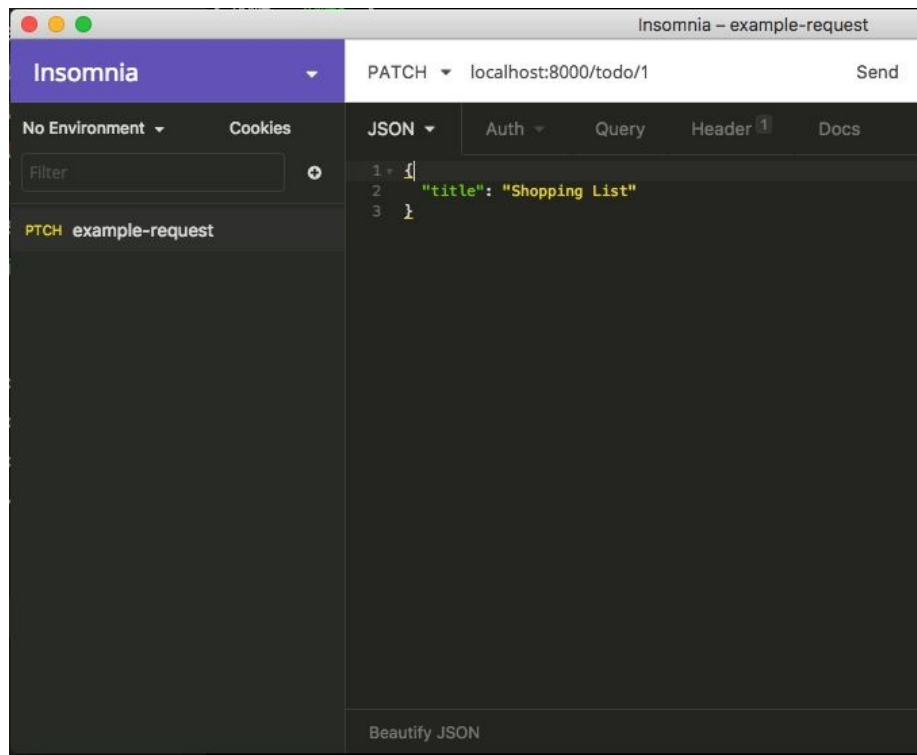 Insomnia – example-request
Insomnia
PATCH localhost:8000/todo/1 Send
No Environment Cookies
JSON Auth Query Header 1 Docs
Filter
1 {
2 "title": "Shopping List"
3 }
PTCH example-request
Beautify JSON